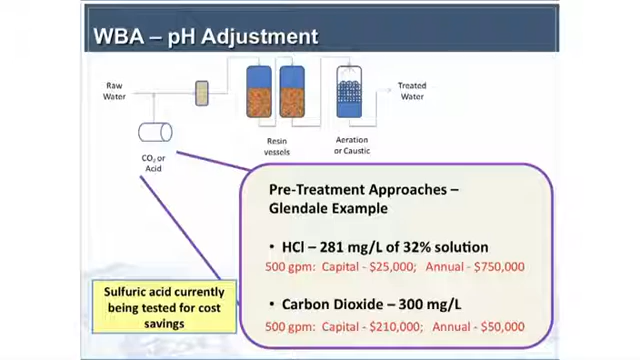 WBA – pH Adjustment
Raw
Water
CO₂ or
Acid
Resin
vessels
Aeration
or Caustic
Treated
Water
Pre-Treatment Approaches –
Glendale Example
• HCl – 281 mg/L of 32% solution
500 gpm: Capital - $25,000; Annual - $750,000
• Carbon Dioxide – 300 mg/L
500 gpm: Capital - $210,000; Annual - $50,000
Sulfuric acid currently
being tested for cost
savings